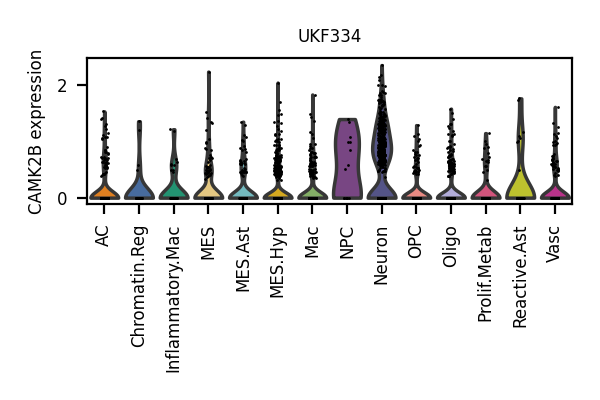 UKF334
CAMK2B expression
2
0
AC
Chromatin.Reg
Inflammatory.Mac
MES
MES.Ast
MES.Hyp
Mac
NPC
Neuron
OPC
Oligo
Prolif.Metab
Reactive.Ast
Vasc